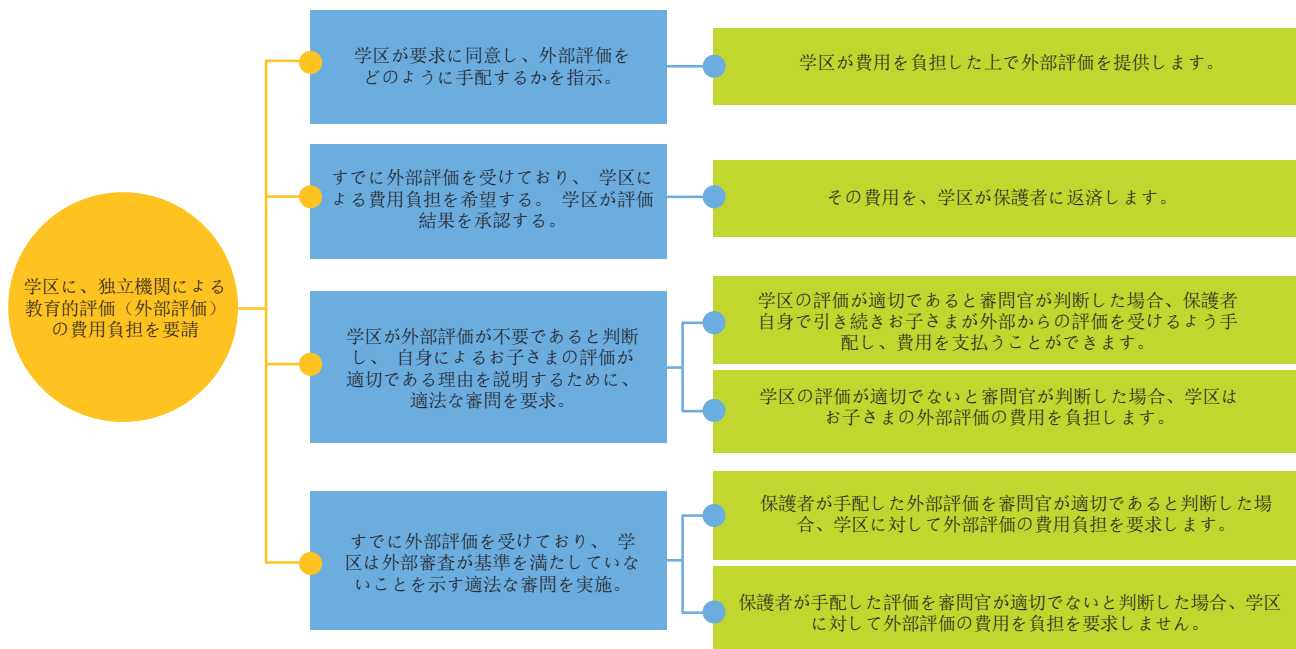 学区に、独立機関による
教育的評価（外部評価）
の費用負担を要請
学区が要求に同意し、外部評価を
どのように手配するかを指示。
学区が費用を負担した上で外部評価を提供します。
すでに外部評価を受けており、 学区に
よる費用負担を希望する。 学区が評価
結果を承認する。
その費用を、学区が保護者に返済します。
学区が外部評価が不要であると判断
し、 自身によるお子さまの評価が
適切である理由を説明するために、
適法な審問を要求。
学区の評価が適切であると審問官が判断した場合、保護者
自身で引き続きお子さまが外部からの評価を受けるよう手
配し、費用を支払うことができます。
学区の評価が適切でないと審問官が判断した場合、学区は
お子さまの外部評価の費用を負担します。
すでに外部評価を受けており、 学
区は外部審査が基準を満たしていな
いことを示す適法な審問を実施。
保護者が手配した外部評価を審問官が適切であると判断した場
合、学区に対して外部評価の費用負担を要求します。
保護者が手配した評価を審問官が適切でないと判断した場合、学区
に対して外部評価の費用を負担を要求しません。